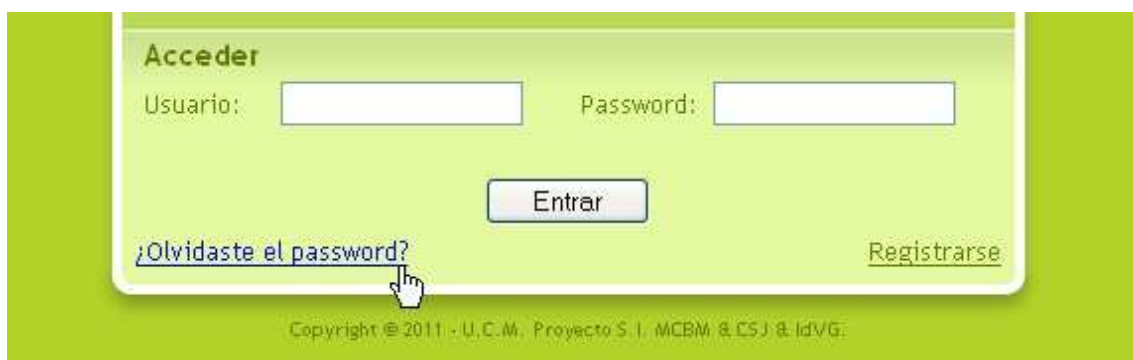 Acceder
Usuario: Password:
Entrar
¿Olvidaste el password? Registrarse
Copyright © 2011 - U.C.M. Proyecto S.I. MCBM & CSJ & IdVG.